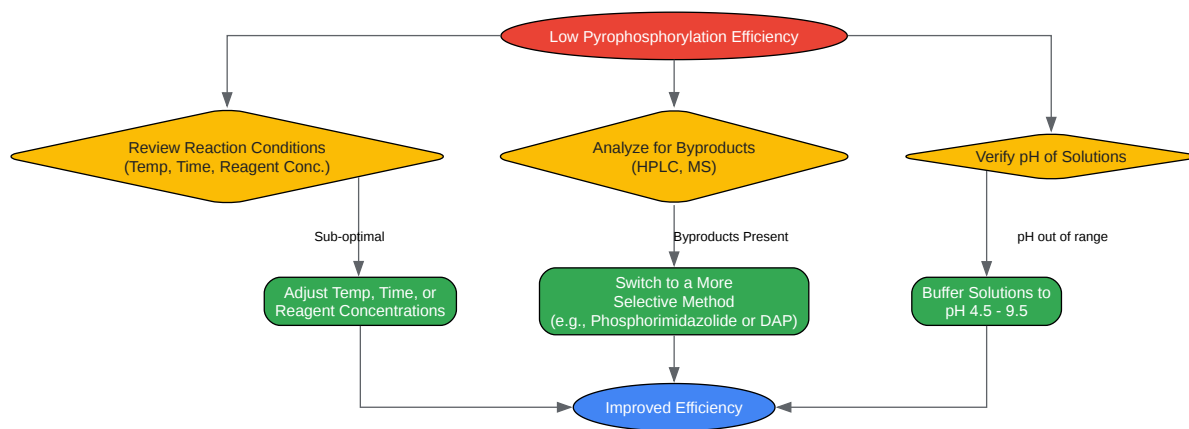 Low Pyrophosphorylation Efficiency
Review Reaction Conditions
(Temp, Time, Reagent Conc.)
Analyze for Byproducts
(HPLC, MS)
Verify pH of Solutions
Sub-optimal
Byproducts Present
pH out of range
Adjust Temp, Time, or
Reagent Concentrations
Switch to a More
Selective Method
(e.g., Phosphorimidazolide or DAP)
Buffer Solutions to
pH 4.5 - 9.5
Improved Efficiency